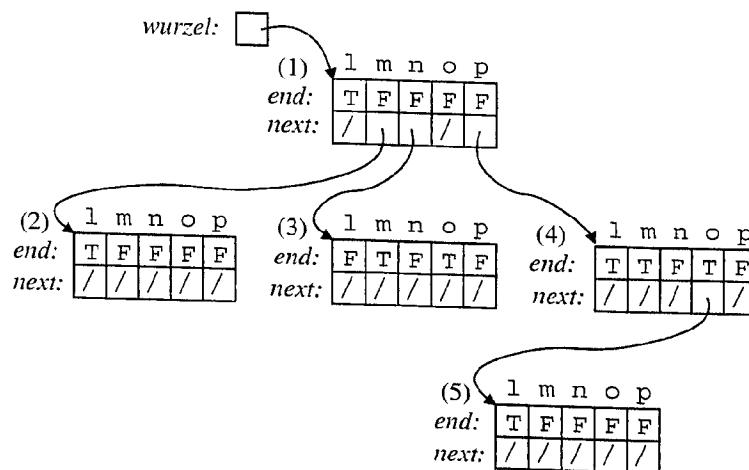 wurzel:
(1) l m n o p
end: T F F F F
next: / /
(2) l m n o p
end: T F F F F
next: / / / / /
(3) l m n o p
end: F T F T F
next: / / / / /
(4) l m n o p
end: T T F T F
next: / / / /
(5) l m n o p
end: T F F F F
next: / / / / /